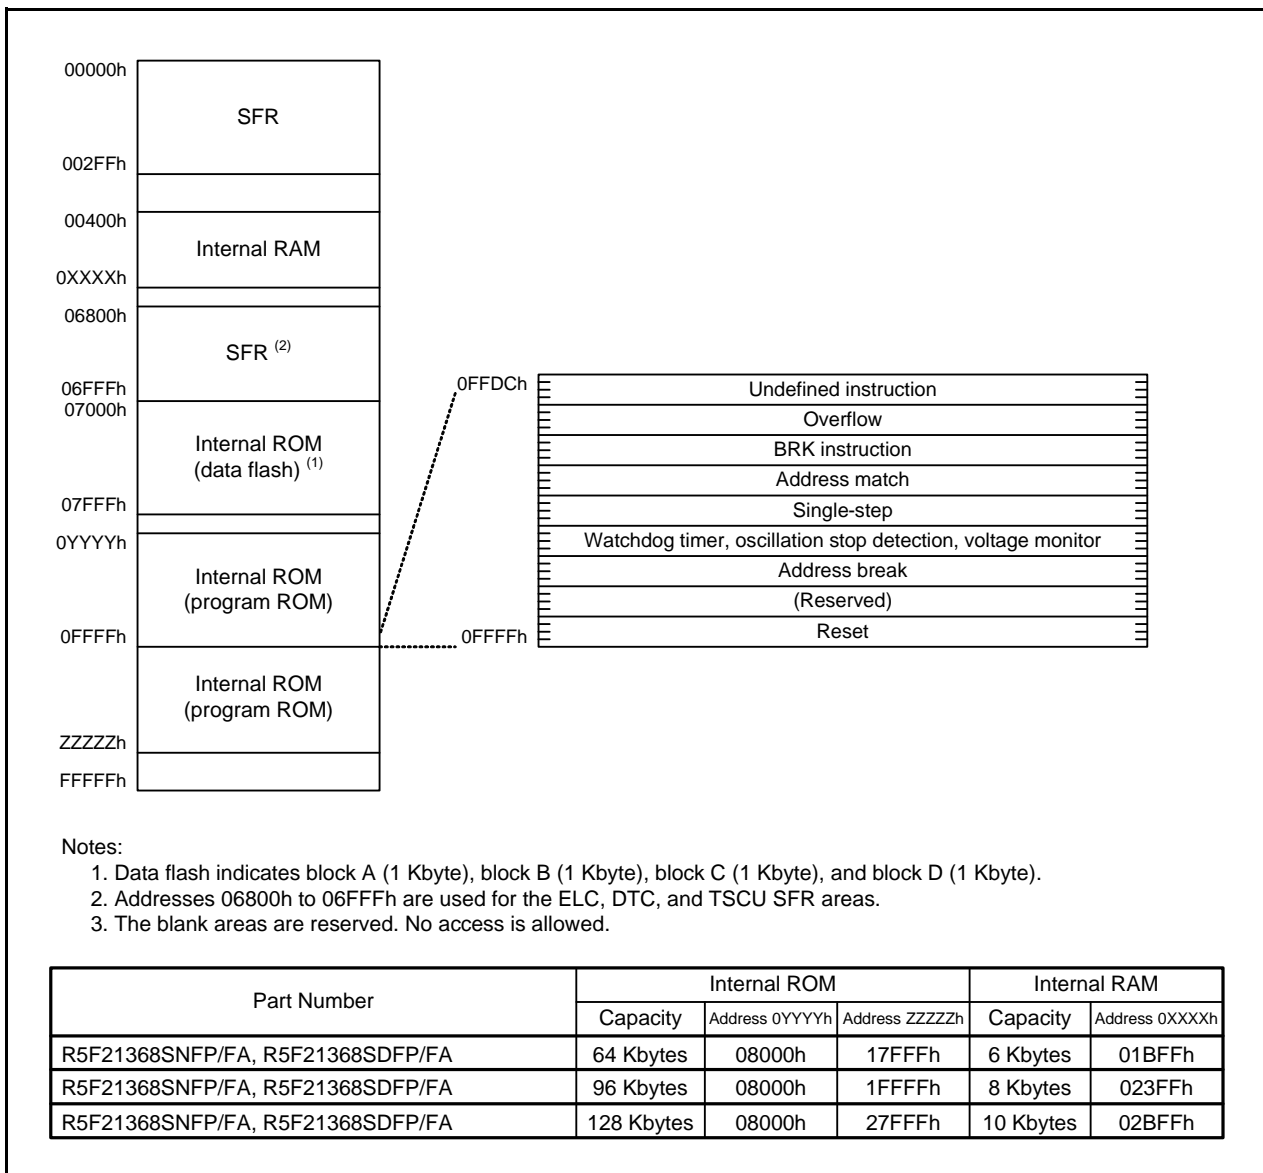 00000h
SFR
002FFh
00400h
Internal RAM
0XXXXh
06800h
SFR (2)
06FFFh
07000h
Internal ROM
(data flash) (1)
07FFFh
0YYYYh
Internal ROM
(program ROM)
0FFFFh
Internal ROM
(program ROM)
ZZZZZh
FFFFFh
0FFDCh
Undefined instruction
Overflow
BRK instruction
Address match
Single-step
Watchdog timer, oscillation stop detection, voltage monitor
Address break
(Reserved)
0FFFFh
Reset
Notes:
1. Data flash indicates block A (1 Kbyte), block B (1 Kbyte), block C (1 Kbyte), and block D (1 Kbyte).
2. Addresses 06800h to 06FFFh are used for the ELC, DTC, and TSCU SFR areas.
3. The blank areas are reserved. No access is allowed.
Part Number Internal ROM Internal RAM
Capacity Address 0YYYYh Address ZZZZZh Capacity Address 0XXXXh
R5F21368SNFP/FA, R5F21368SDFP/FA 64 Kbytes 08000h 17FFFh 6 Kbytes 01BFFh
R5F21368SNFP/FA, R5F21368SDFP/FA 96 Kbytes 08000h 1FFFFh 8 Kbytes 023FFh
R5F21368SNFP/FA, R5F21368SDFP/FA 128 Kbytes 08000h 27FFFh 10 Kbytes 02BFFh